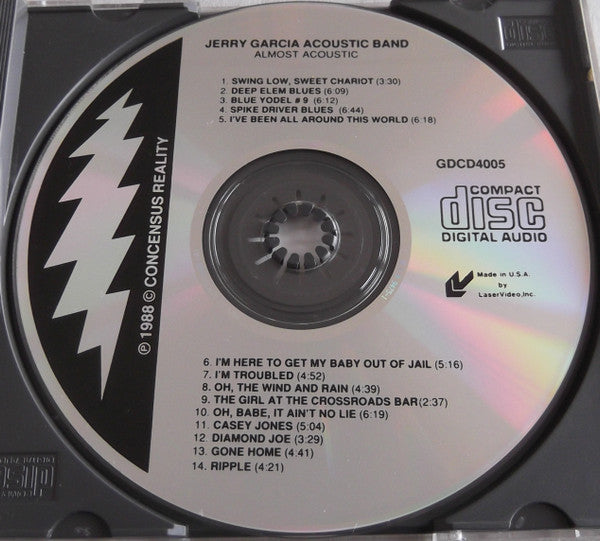 JERRY GARCIA ACOUSTIC BAND
ALMOST ACOUSTIC
1. SWING LOW, SWEET CHARIOT (3:30)
2. DEEP ELEM BLUES (6:09)
3. BLUE YODEL #9 (6:12)
4. SPIKE DRIVER BLUES (6:44)
5. I'VE BEEN ALL AROUND THIS WORLD (6:18)
GDCD4005
COMPACT
disc
DIGITAL AUDIO
Made in U.S.A.
by
LaserVideo, Inc.
℗ 1988 © CONCENSUS REALITY
6. I'M HERE TO GET MY BABY OUT OF JAIL (5:16)
7. I'M TROUBLED (4:52)
8. OH, THE WIND AND RAIN (4:39)
9. THE GIRL AT THE CROSSROADS BAR(2:37)
10. OH, BABE, IT AIN'T NO LIE (6:19)
11. CASEY JONES (5:04)
12. DIAMOND JOE (3:29)
13. GONE HOME (4:41)
14. RIPPLE (4:21)
disc